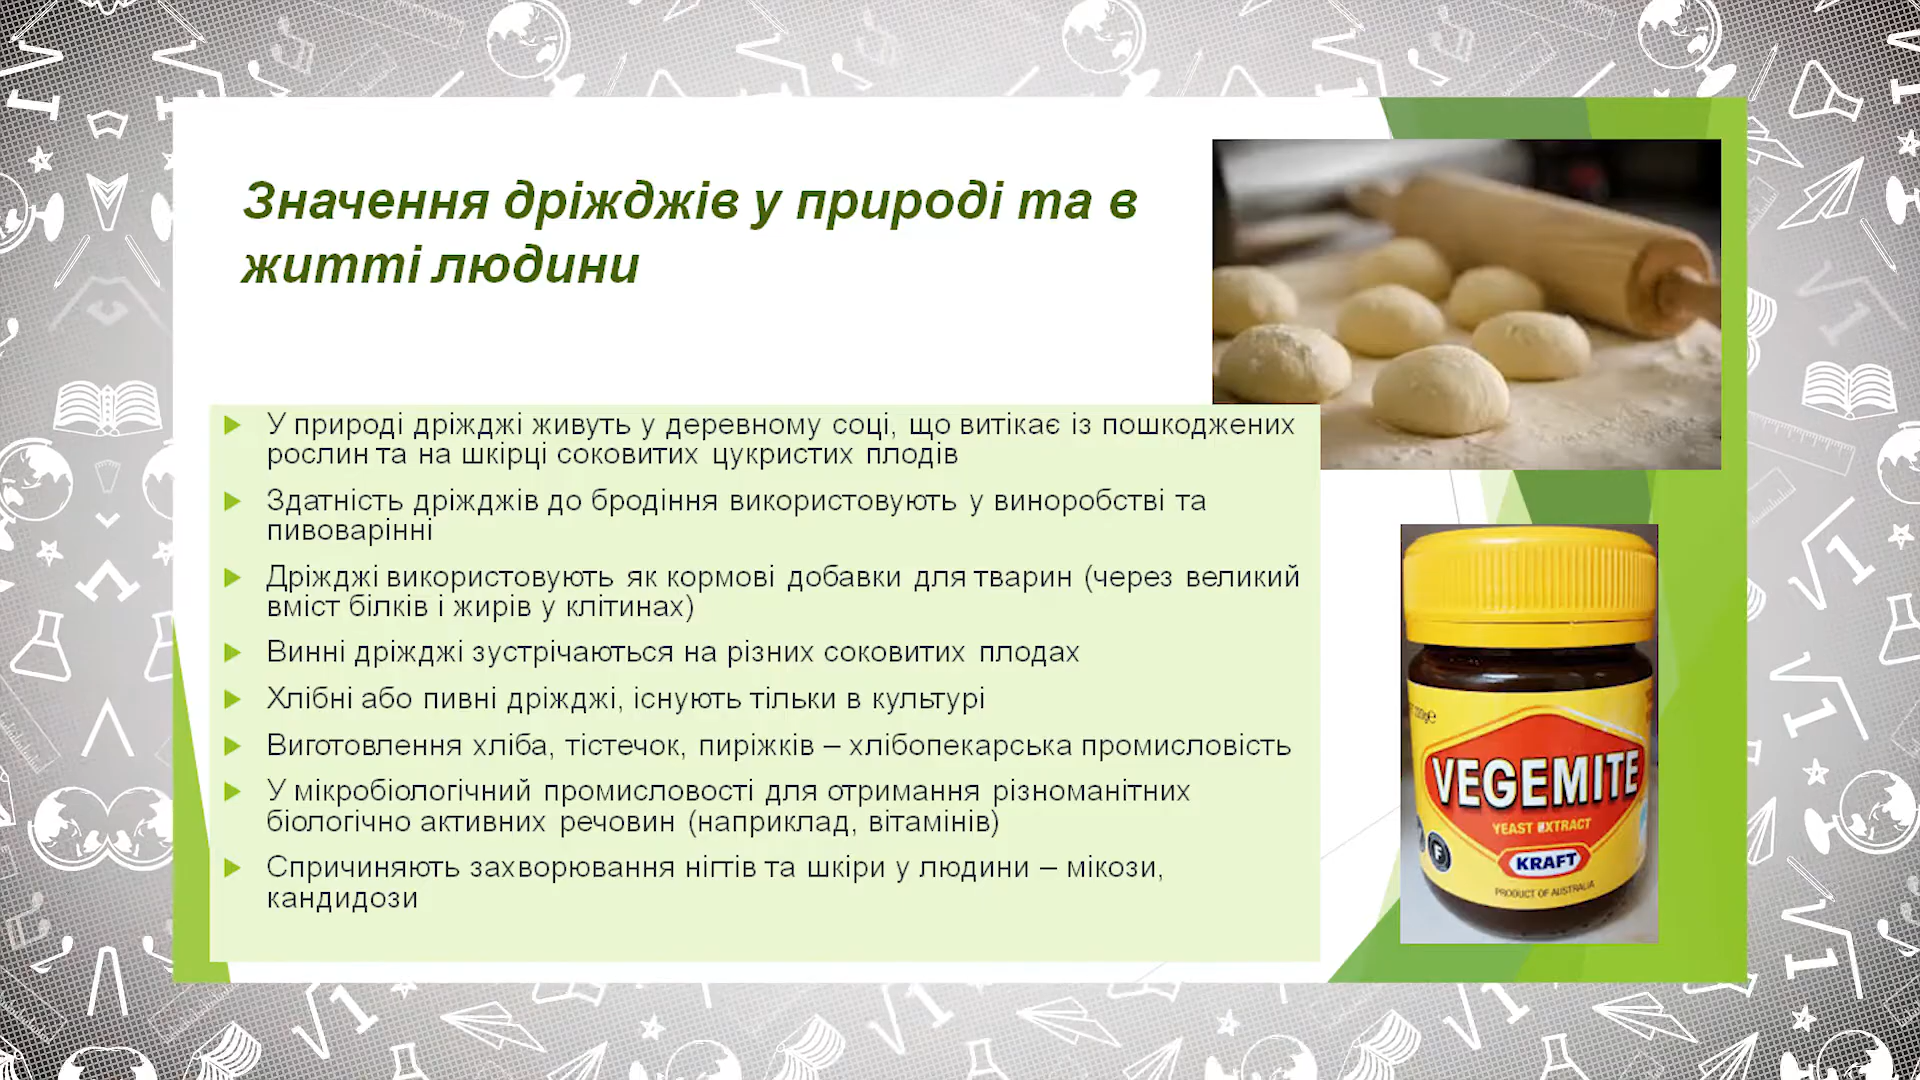 Значення дріжджів у природі та в
житті людини
У природі дріжджі живуть у деревному соці, що витікає із пошкоджених
рослин та на шкірці соковитих цукристих плодів
Здатність дріжджів до бродіння використовують у виноробстві та
пивоварінні
Дріжджі використовують як кормові добавки для тварин (через великий
вміст білків і жирів у клітинах)
Винні дріжджі зустрічаються на різних соковитих плодах
Хлібні або пивні дріжджі, існують тільки в культурі
Виготовлення хліба, тістечок, пиріжків – хлібопекарська промисловість
У мікробіологічний промисловості для отримання різноманітних
біологічно активних речовин (наприклад, вітамінів)
Спричиняють захворювання нігтів та шкіри у людини – мікози,
кандидози
VEGEMITE
YEAST EXTRACT
KRAFT
PRODUCT OF AUSTRALIA